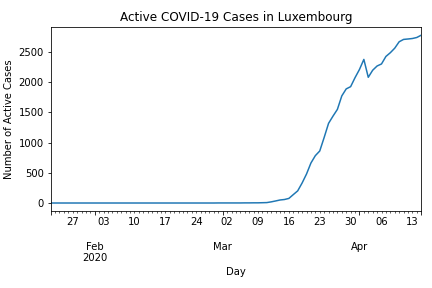 Active COVID-19 Cases in Luxembourg
Number of Active Cases
2500
2000
1500
1000
500
0
27 03 10 17 24 02 09 16 23 30 06 13
Feb Mar Apr
2020
Day